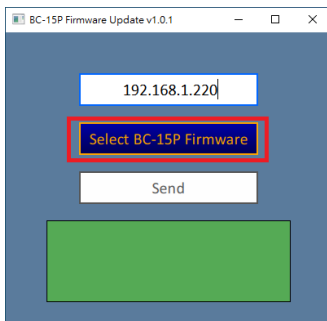 BC-15P Firmware Update v1.0.1
192.168.1.220
Select BC-15P Firmware
Send